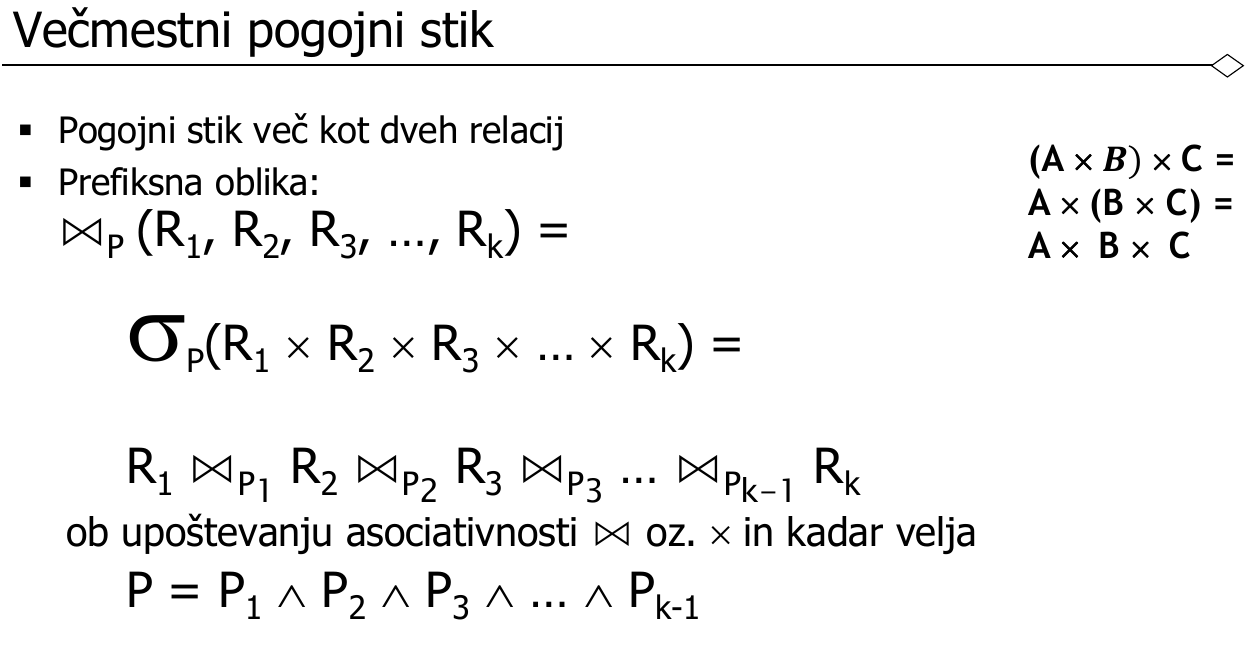 Večmestni pogojni stik
▪ Pogojni stik več kot dveh relacij
▪ Prefiksna oblika:
⋈P (R1, R2, R3, …, Rk) =
σP(R1 × R2 × R3 × … × Rk) =
R1 ⋈P1 R2 ⋈P2 R3 ⋈P3 … ⋈Pk−1 Rk
ob upoštevanju asociativnosti ⋈ oz. × in kadar velja
P = P1 ∧ P2 ∧ P3 ∧ … ∧ Pk-1
(A × B) × C =
A × (B × C) =
A × B × C